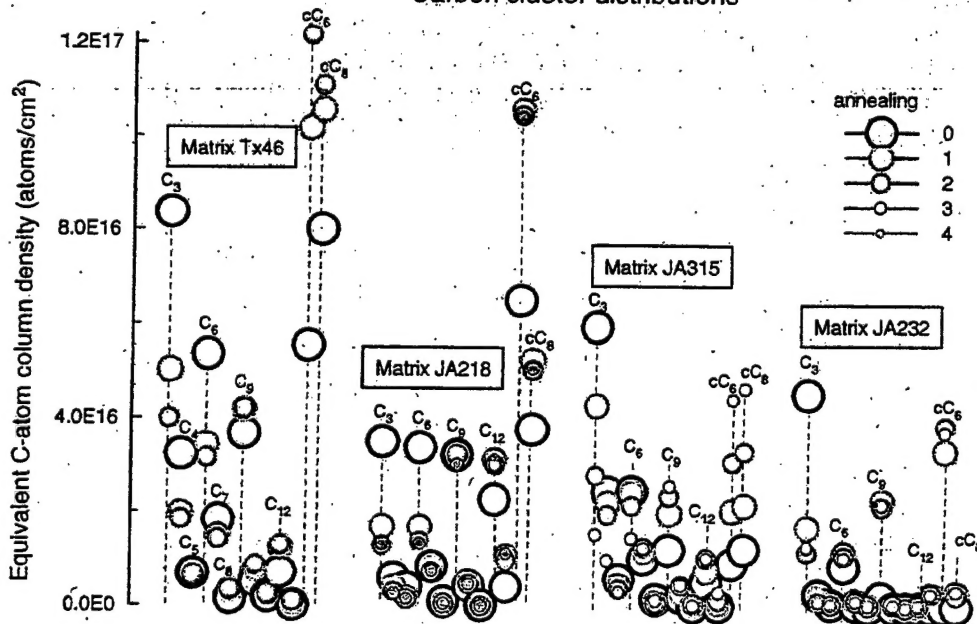 Carbon cluster distributions
Equivalent C-atom column density (atoms/cm²)
1.2E17
8.0E16
4.0E16
0.0E0
Matrix Tx46
C₃
C₄
C₅
C₆
C₇
C₈
C₉
C₁₂
cC₆
cC₈
Matrix JA218
C₃
C₆
C₉
C₁₂
cC₆
cC₈
Matrix JA315
C₃
C₆
C₉
C₁₂
cC₆
cC₈
Matrix JA232
C₃
C₆
C₉
C₁₂
cC₆
annealing
0
1
2
3
4